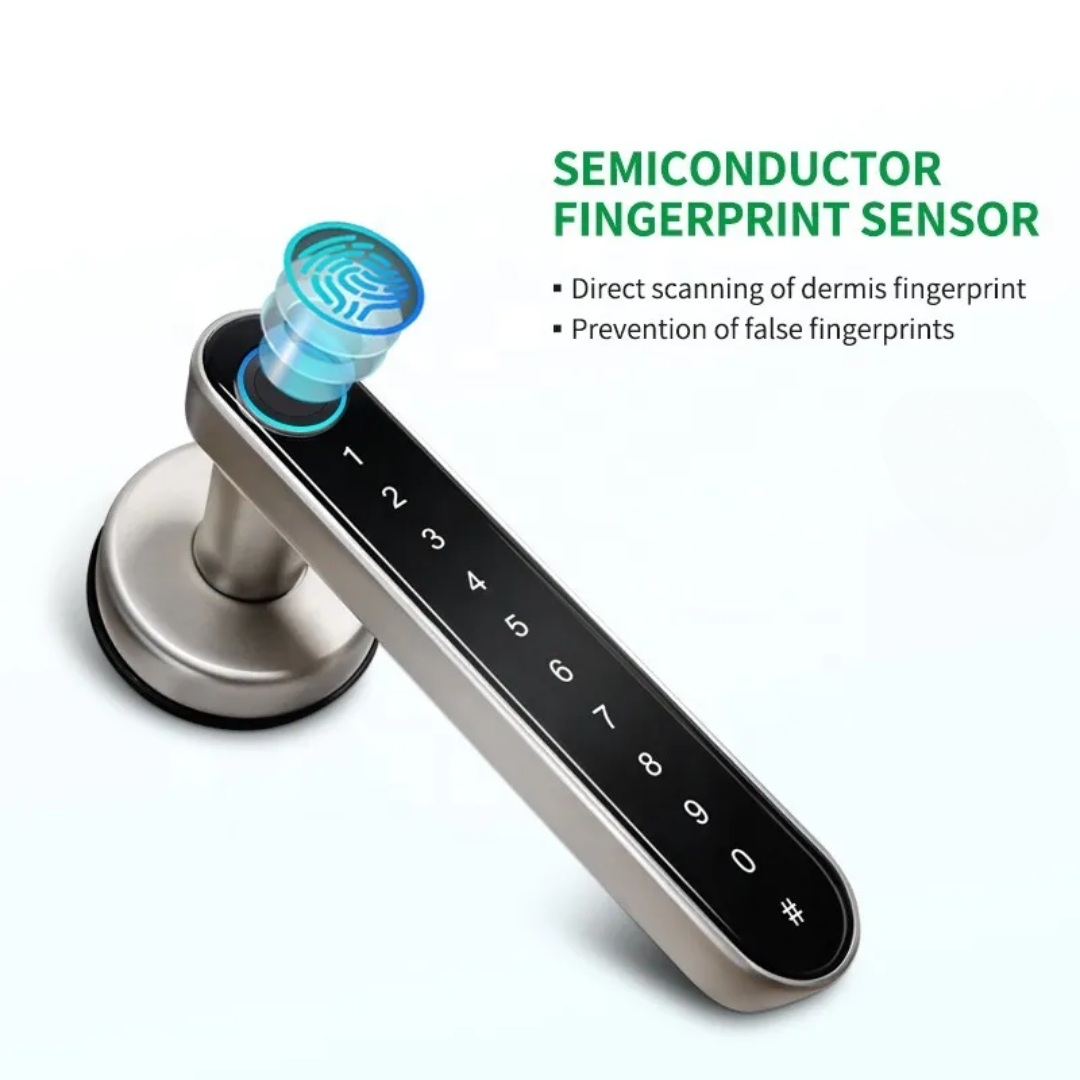 SEMICONDUCTOR
FINGERPRINT SENSOR
▪ Direct scanning of dermis fingerprint
▪ Prevention of false fingerprints
1
2
3
4
5
6
7
8
9
0
#